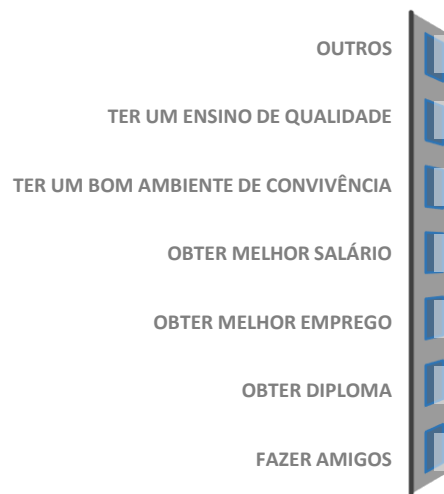 OUTROS
TER UM ENSINO DE QUALIDADE
TER UM BOM AMBIENTE DE CONVIVÊNCIA
OBTER MELHOR SALÁRIO
OBTER MELHOR EMPREGO
OBTER DIPLOMA
FAZER AMIGOS